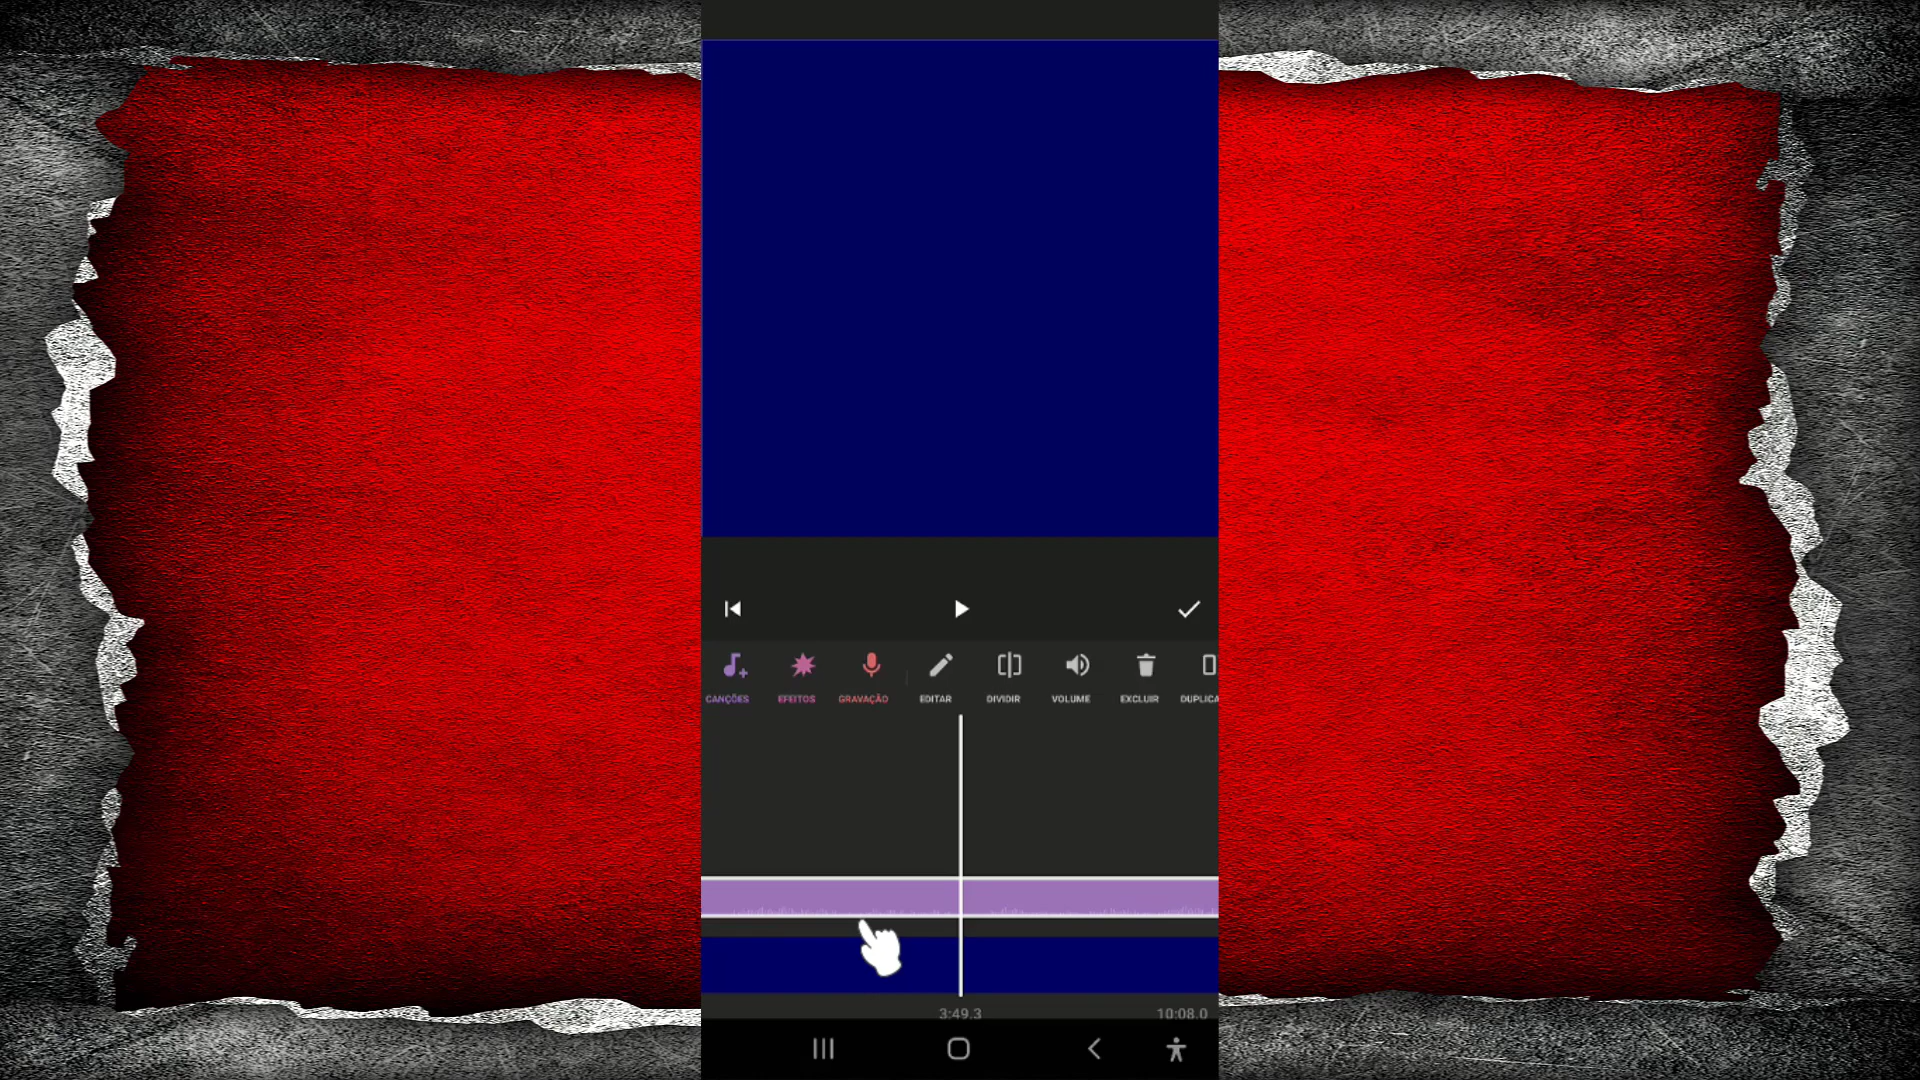 CANÇÕES EFEITOS GRAVAÇÃO EDITAR DIVIDIR VOLUME EXCLUIR DUPLICA
3:49.3 10:08.0